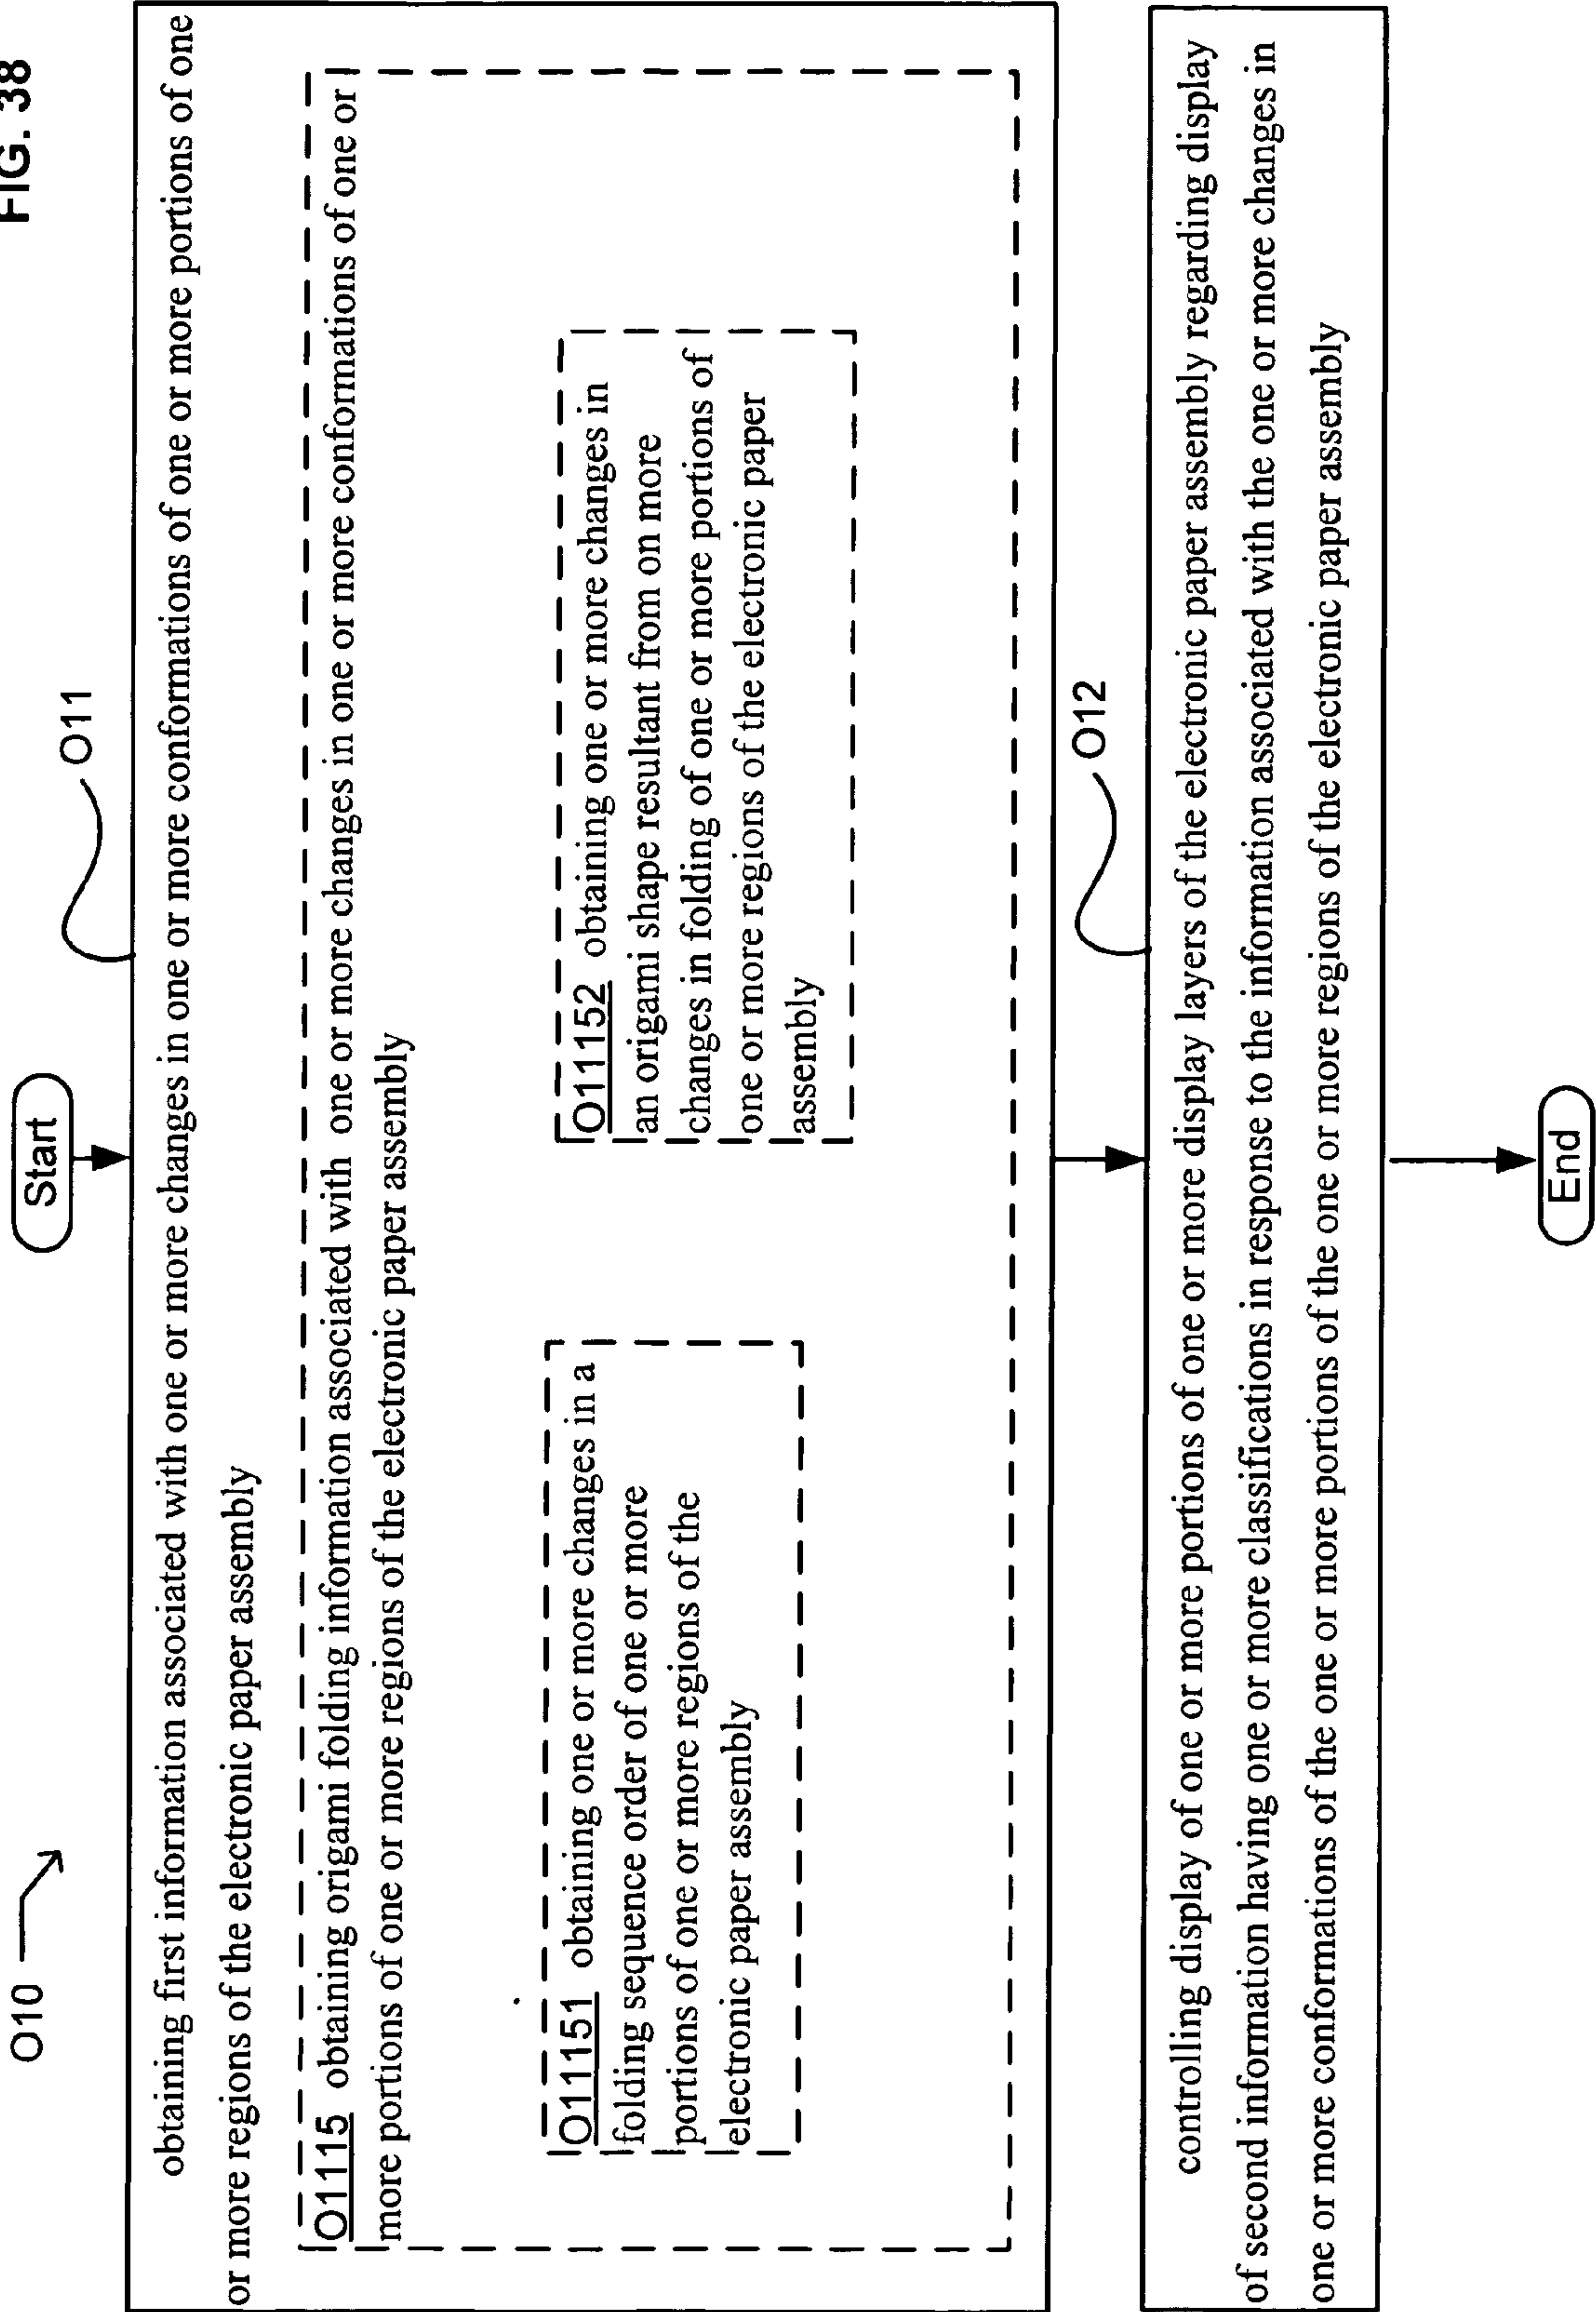 FIG. 38
O10
Start
O11
obtaining first information associated with one or more changes in one or more conformations of one or more portions of one
or more regions of the electronic paper assembly
O1115 obtaining origami folding information associated with one or more changes in one or more conformations of one or
more portions of one or more regions of the electronic paper assembly
O11151 obtaining one or more changes in a
folding sequence order of one or more
portions of one or more regions of the
electronic paper assembly
O11152 obtaining one or more changes in
an origami shape resultant from on more
changes in folding of one or more portions of
one or more regions of the electronic paper
assembly
O12
controlling display of one or more portions of one or more display layers of the electronic paper assembly regarding display
of second information having one or more classifications in response to the information associated with the one or more changes in
one or more conformations of the one or more portions of the one or more regions of the electronic paper assembly
End